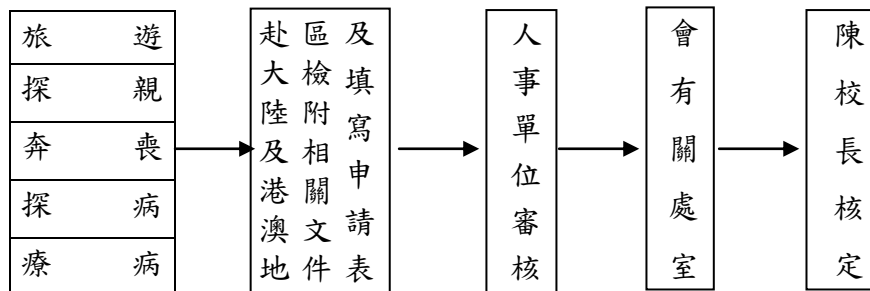 旅遊
探親
奔喪
探病
療病
赴大陸及港澳地
區檢附相關文件
及填寫申請表
人事單位審核
會有關處室
陳校長核定